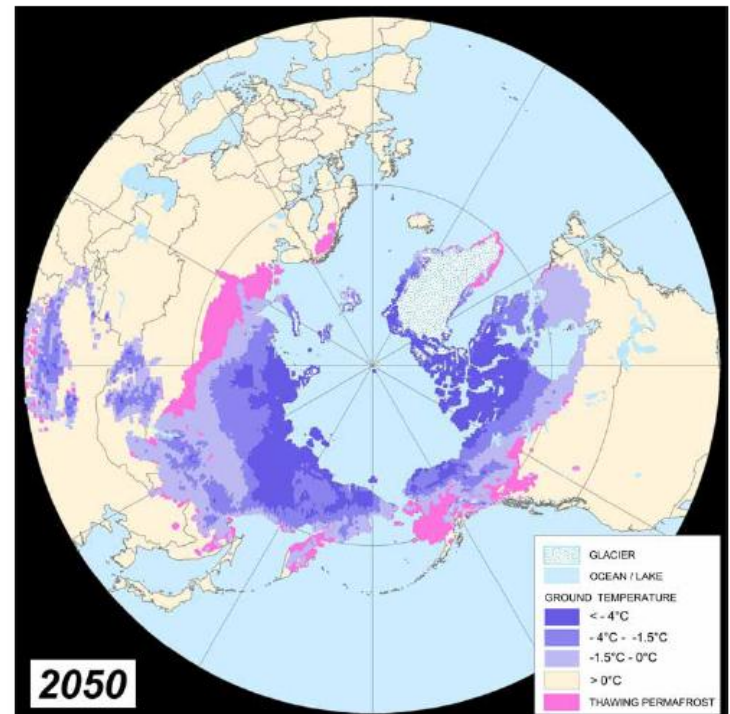 GLACIER
OCEAN / LAKE
GROUND TEMPERATURE
< - 4°C
- 4°C - -1.5°C
-1.5°C - 0°C
> 0°C
THAWING PERMAFROST
2050